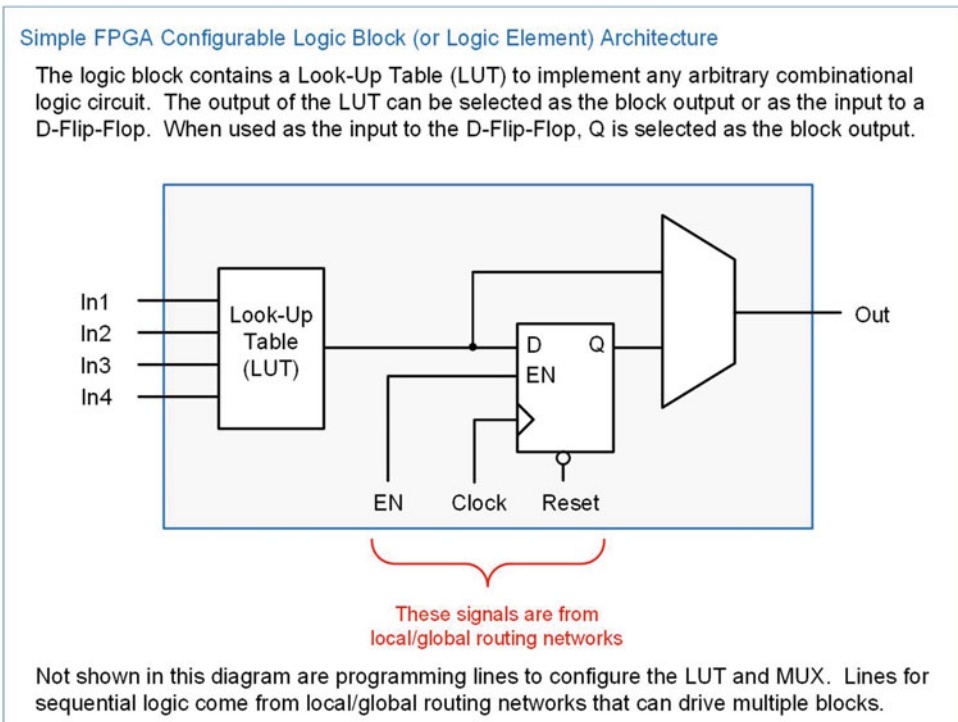 Simple FPGA Configurable Logic Block (or Logic Element) Architecture
The logic block contains a Look-Up Table (LUT) to implement any arbitrary combinational
logic circuit. The output of the LUT can be selected as the block output or as the input to a
D-Flip-Flop. When used as the input to the D-Flip-Flop, Q is selected as the block output.
In1
In2
In3
In4
Look-Up
Table
(LUT)
D
Q
EN
Out
EN
Clock
Reset
These signals are from
local/global routing networks
Not shown in this diagram are programming lines to configure the LUT and MUX. Lines for
sequential logic come from local/global routing networks that can drive multiple blocks.